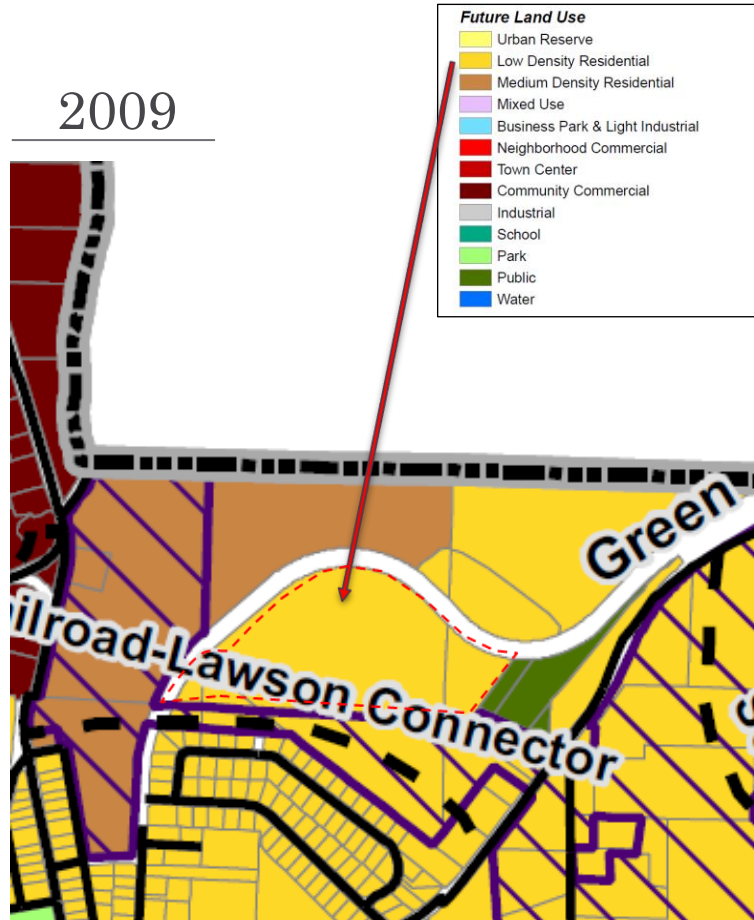 Future Land Use
Urban Reserve
Low Density Residential
Medium Density Residential
Mixed Use
Business Park & Light Industrial
Neighborhood Commercial
Town Center
Community Commercial
Industrial
School
Park
Public
Water
2009
Green
ilroad-Lawson Connector